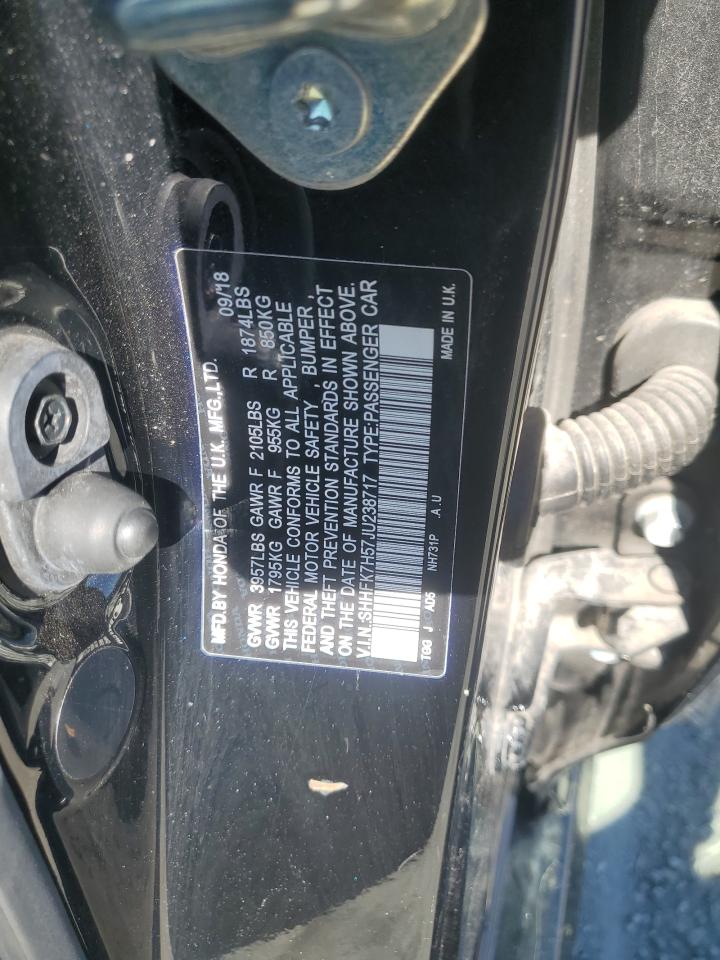 MFD.BY HONDA OF THE U.K. MFG.,LTD. 09/18
GVWR 3957LBS GAWR F 2105LBS R 1874LBS
GVWR 1795KG GAWR F 955KG R 850KG
THIS VEHICLE CONFORMS TO ALL APPLICABLE
FEDERAL MOTOR VEHICLE SAFETY , BUMPER ,
AND THEFT PREVENTION STANDARDS IN EFFECT
ON THE DATE OF MANUFACTURE SHOWN ABOVE.
V.I.N.:SHHFK7H57JU238717 TYPE:PASSENGER CAR
NH731P .A .U
TGG J AD5 MADE IN U.K.